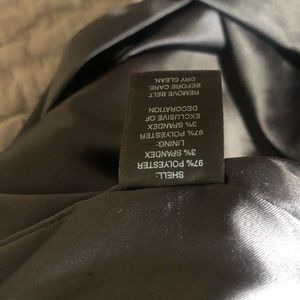 SHELL:
97% POLYESTER
3% SPANDEX
LINING:
97% POLYESTER
3% SPANDEX
EXCLUSIVE OF
DECORATION
REMOVE BELT
BEFORE CARE.
DRY CLEAN.